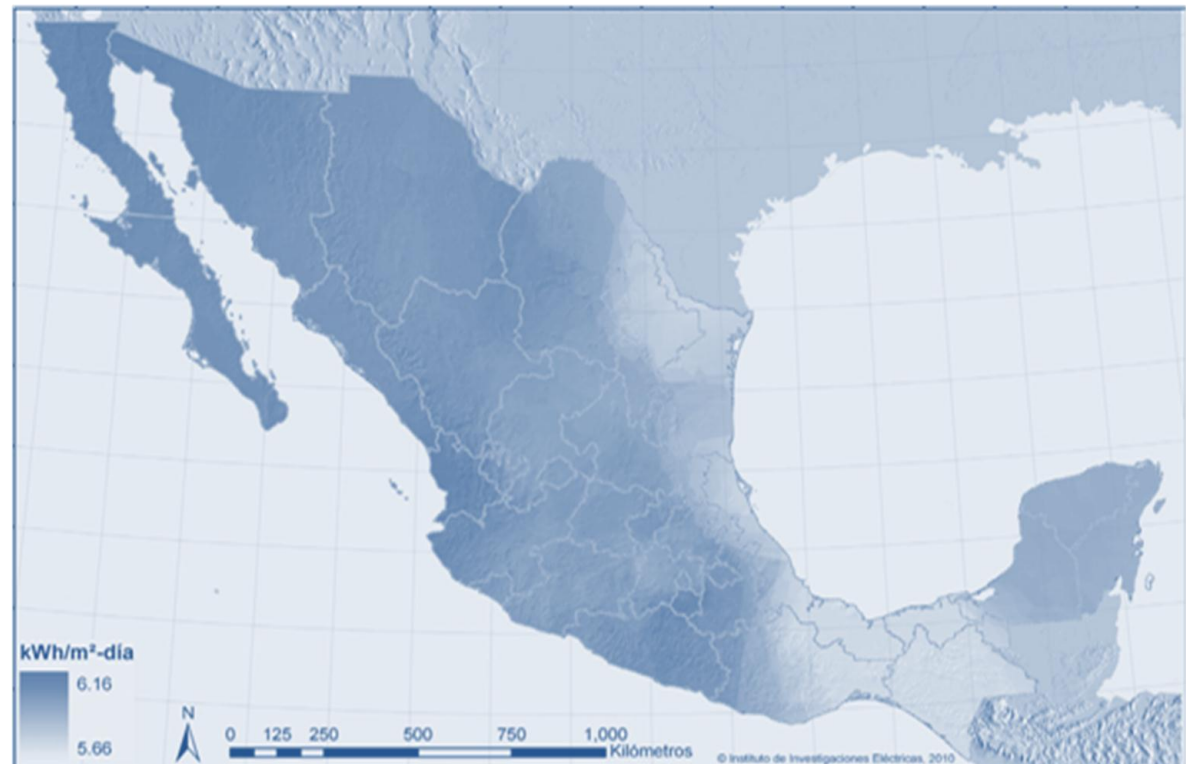 kWh/m²-día
6.16
5.66
N
0 125 250 500 750 1,000
Kilómetros
© Instituto de Investigaciones Eléctricas, 2010